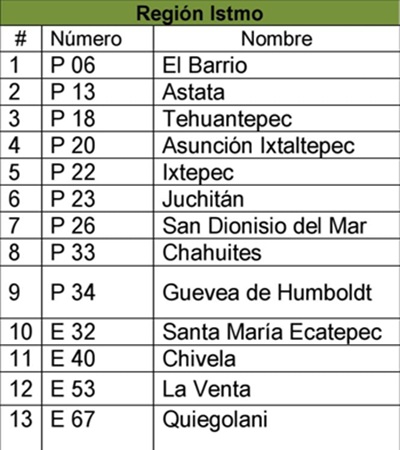 Región Istmo
# Número Nombre
1 P 06 El Barrio
2 P 13 Astata
3 P 18 Tehuantepec
4 P 20 Asunción Ixtaltepec
5 P 22 Ixtepec
6 P 23 Juchitán
7 P 26 San Dionisio del Mar
8 P 33 Chahuites
9 P 34 Guevea de Humboldt
10 E 32 Santa María Ecatepec
11 E 40 Chivela
12 E 53 La Venta
13 E 67 Quiegolani